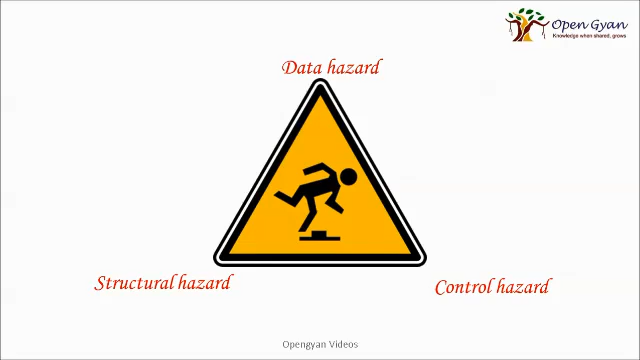 Open Gyan
Knowledge when shared, grows
Data hazard
Structural hazard
Control hazard
Opengyan Videos